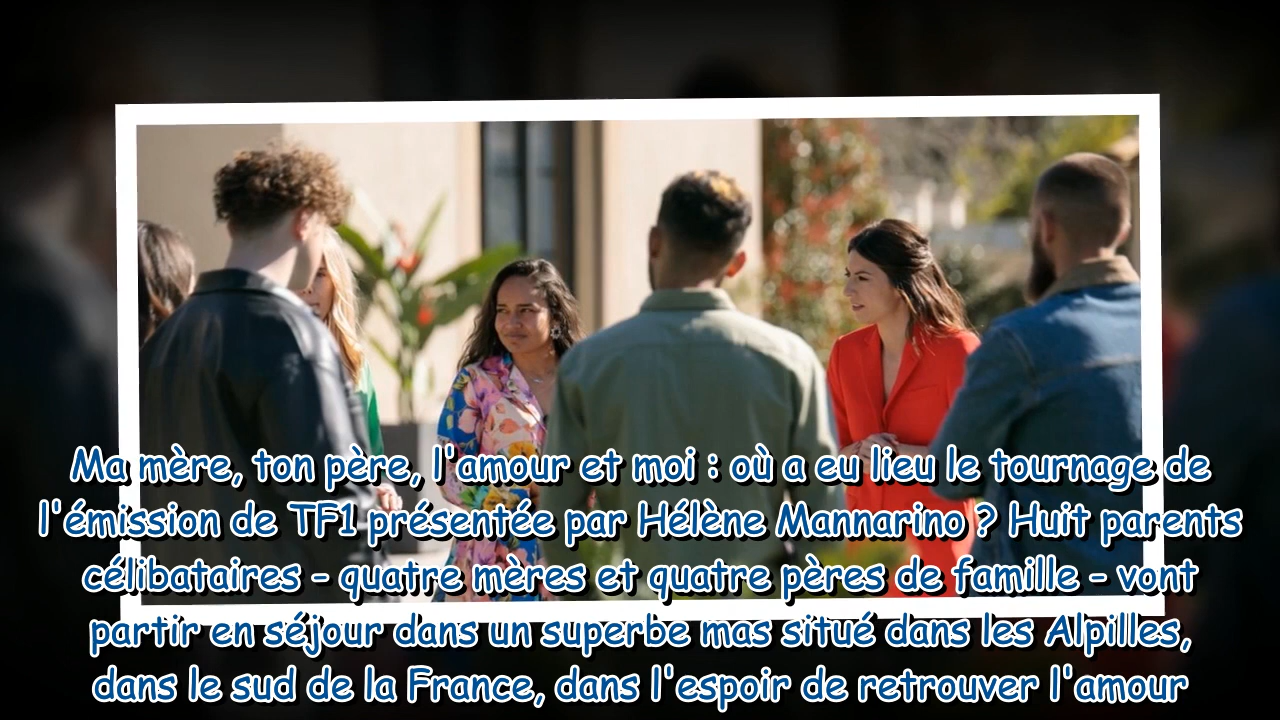 Ma mère, ton père, l'amour et moi : où a eu lieu le tournage de
l'émission de TF1 présentée par Hélène Mannarino ? Huit parents
célibataires - quatre mères et quatre pères de famille - vont
partir en séjour dans un superbe mas situé dans les Alpilles,
dans le sud de la France, dans l'espoir de retrouver l'amour